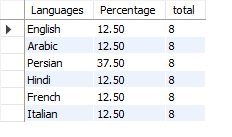 Languages Percentage total
English 12.50 8
Arabic 12.50 8
Persian 37.50 8
Hindi 12.50 8
French 12.50 8
Italian 12.50 8